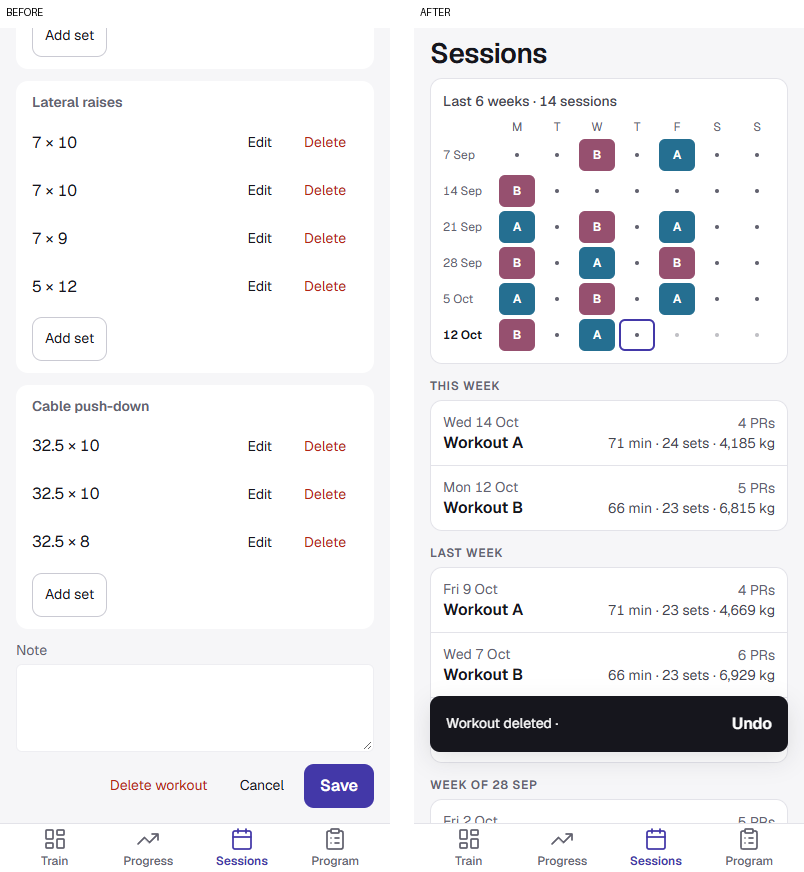 BEFORE
Add set
Lateral raises
7 × 10 Edit Delete
7 × 10 Edit Delete
7 × 9 Edit Delete
5 × 12 Edit Delete
Add set
Cable push-down
32.5 × 10 Edit Delete
32.5 × 10 Edit Delete
32.5 × 8 Edit Delete
Add set
Note
Delete workout Cancel Save
Train Progress Sessions Program
AFTER
Sessions
Last 6 weeks · 14 sessions
M T W T F S S
7 Sep B A
14 Sep B
21 Sep A B A
28 Sep B A B
5 Oct A B A
12 Oct B A
THIS WEEK
Wed 14 Oct 4 PRs
Workout A 71 min · 24 sets · 4,185 kg
Mon 12 Oct 5 PRs
Workout B 66 min · 23 sets · 6,815 kg
LAST WEEK
Fri 9 Oct 4 PRs
Workout A 71 min · 23 sets · 4,669 kg
Wed 7 Oct 6 PRs
Workout B 66 min · 23 sets · 6,929 kg
Workout deleted · Undo
WEEK OF 28 SEP
Fri 2 Oct 5 PRs
Train Progress Sessions Program